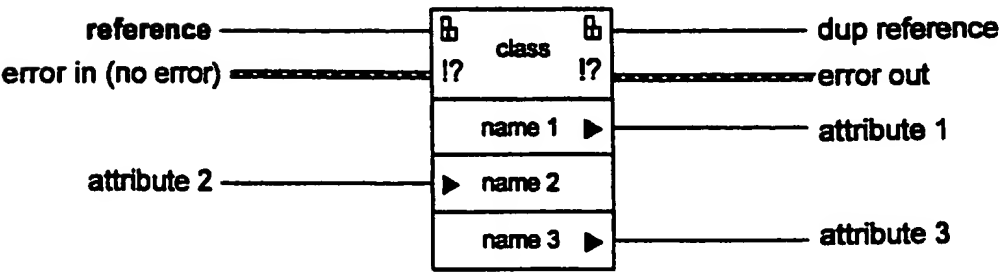 reference
class
dup reference
error in (no error)
!?
!?
error out
name 1
attribute 1
attribute 2
name 2
name 3
attribute 3